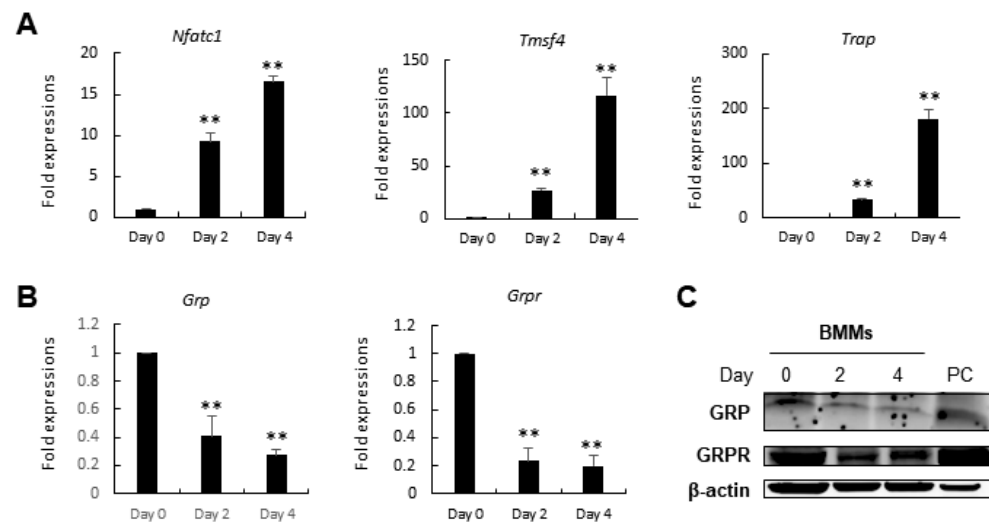 A
Nfatc1
Fold expressions
20
15
10
5
0
**
**
Day 0 Day 2 Day 4
Tmsf4
Fold expressions
150
100
50
0
**
**
Day 0 Day 2 Day 4
Trap
Fold expressions
300
200
100
0
**
**
Day 0 Day 2 Day 4
B
Grp
Fold expressions
1.2
1
0.8
0.6
0.4
0.2
0
**
**
Day 0 Day 2 Day 4
Grpr
Fold expressions
1.2
1
0.8
0.6
0.4
0.2
0
**
**
Day 0 Day 2 Day 4
C
BMMs
Day 0 2 4 PC
GRP
GRPR
β-actin